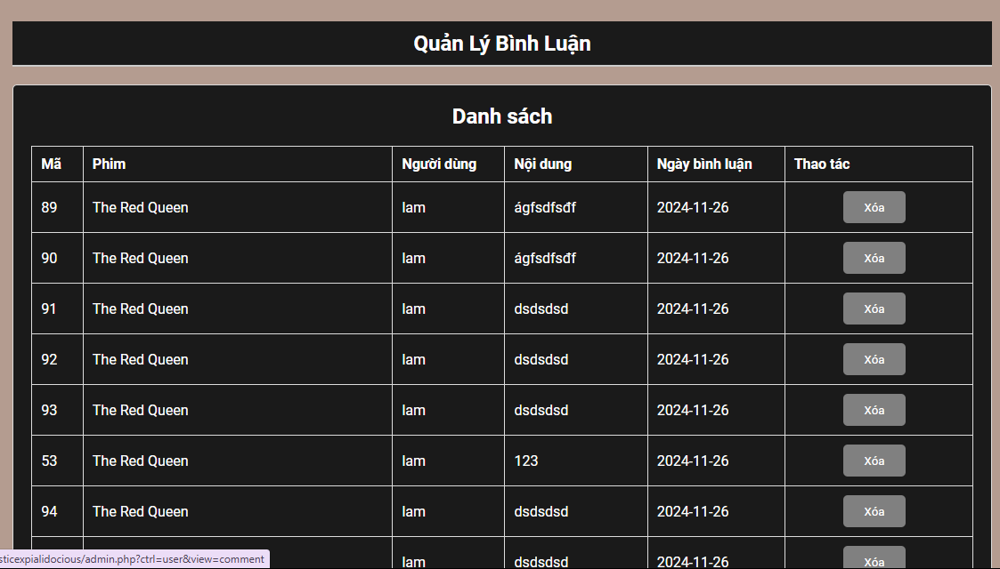 Quản Lý Bình Luận
Danh sách
Mã Phim Người dùng Nội dung Ngày bình luận Thao tác
89 The Red Queen lam ágfsdfsđf 2024-11-26 Xóa
90 The Red Queen lam ágfsdfsđf 2024-11-26 Xóa
91 The Red Queen lam dsdsdsd 2024-11-26 Xóa
92 The Red Queen lam dsdsdsd 2024-11-26 Xóa
93 The Red Queen lam dsdsdsd 2024-11-26 Xóa
53 The Red Queen lam 123 2024-11-26 Xóa
94 The Red Queen lam dsdsdsd 2024-11-26 Xóa
lam dsdsdsd 2024-11-26 Xóa
sticexpialidocious/admin.php?ctrl=user&view=comment